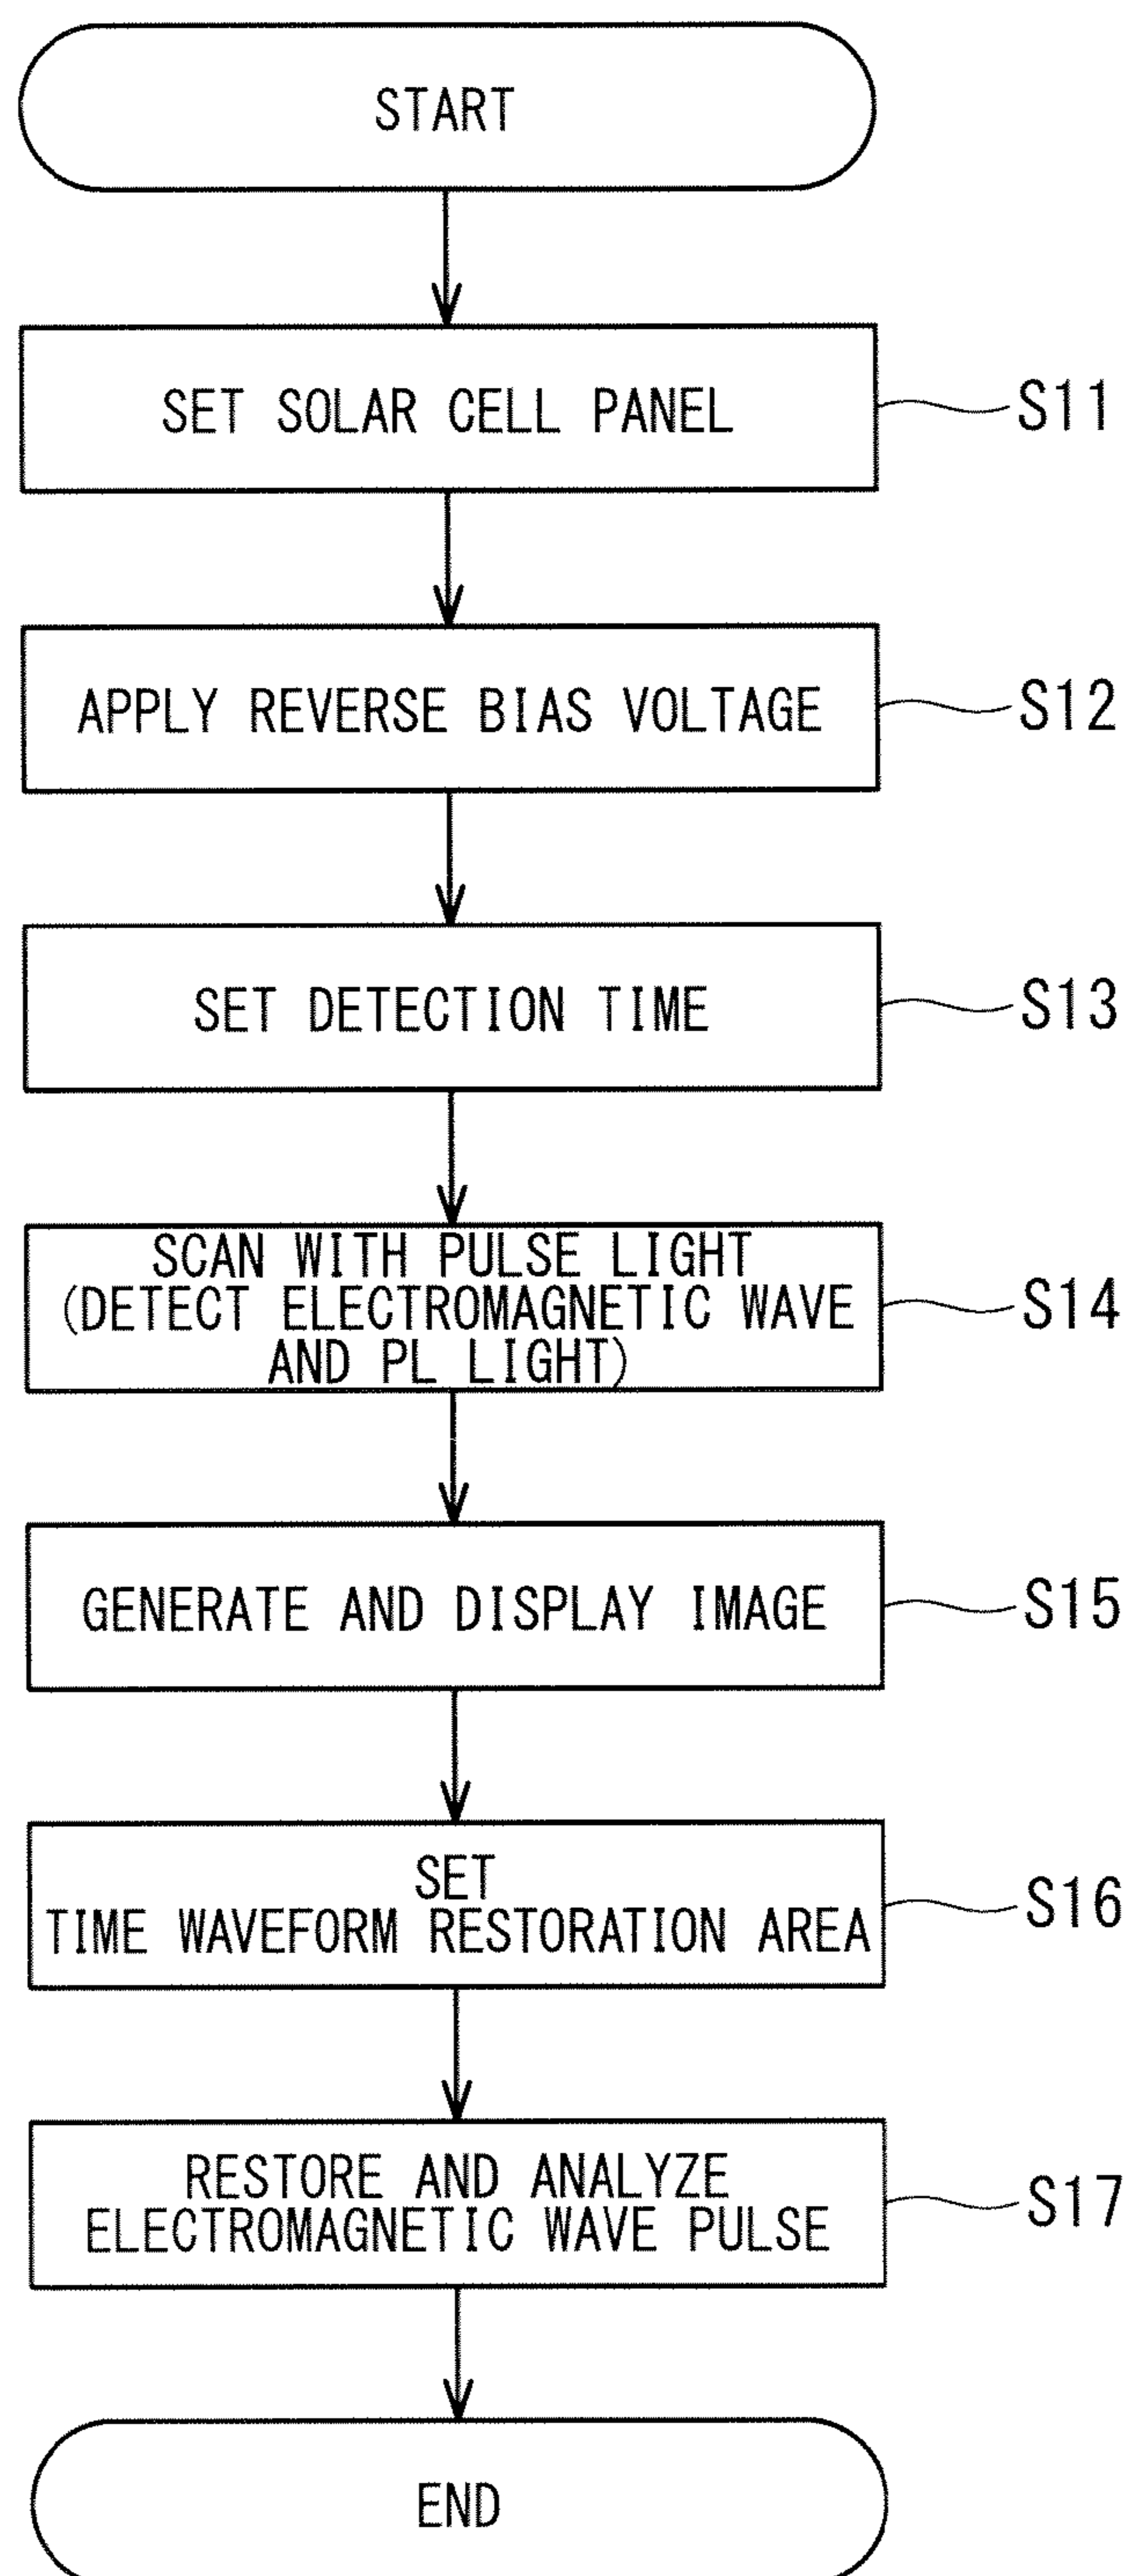 START
SET SOLAR CELL PANEL
S11
APPLY REVERSE BIAS VOLTAGE
S12
SET DETECTION TIME
S13
SCAN WITH PULSE LIGHT
(DETECT ELECTROMAGNETIC WAVE
AND PL LIGHT)
S14
GENERATE AND DISPLAY IMAGE
S15
SET
TIME WAVEFORM RESTORATION AREA
S16
RESTORE AND ANALYZE
ELECTROMAGNETIC WAVE PULSE
S17
END